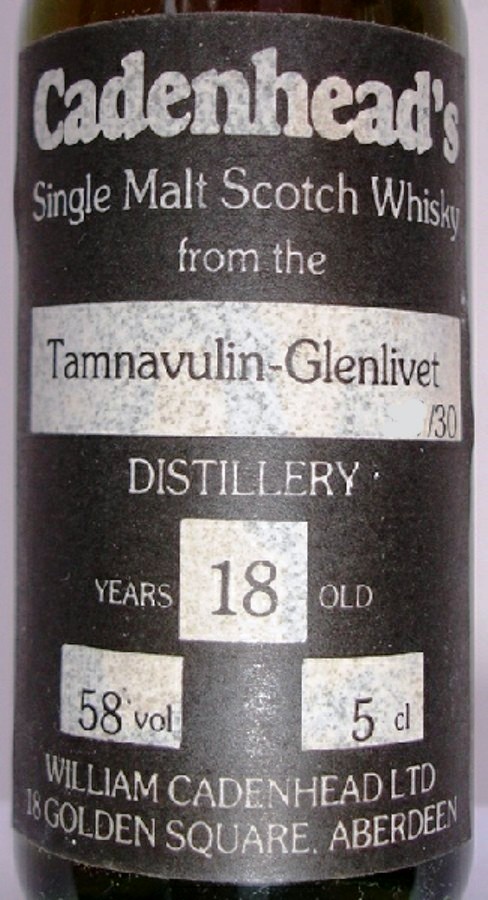 Cadenhead's
Single Malt Scotch Whisky
from the
Tamnavulin-Glenlivet
/30
DISTILLERY
YEARS 18 OLD
58 vol 5 cl
WILLIAM CADENHEAD LTD
18 GOLDEN SQUARE. ABERDEEN